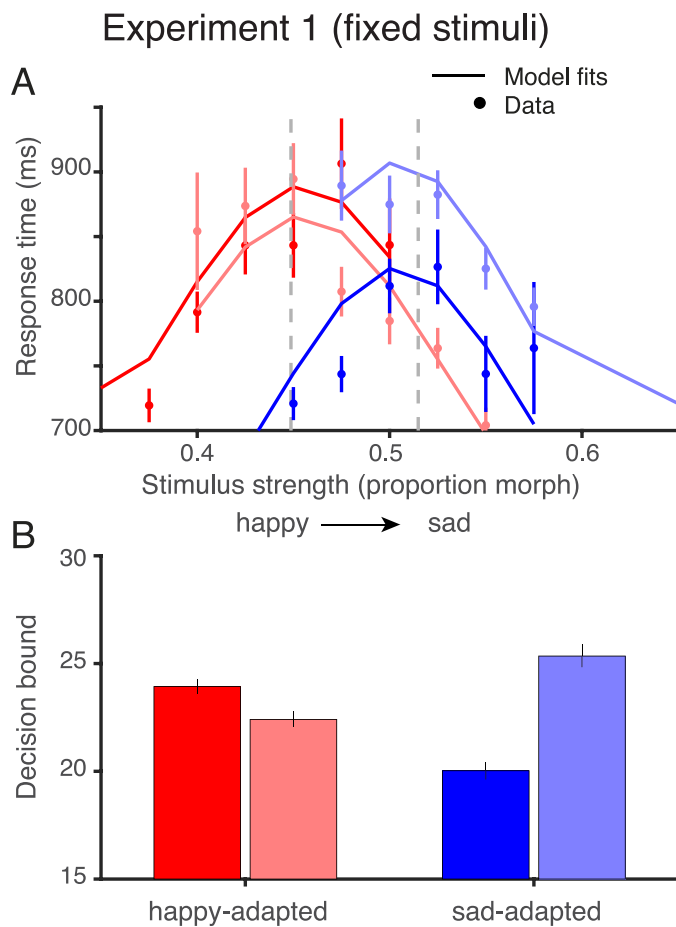 Experiment 1 (fixed stimuli)
A
Model fits
Data
Response time (ms)
900
800
700
0.4 0.5 0.6
Stimulus strength (proportion morph)
happy sad
B
Decision bound
30
25
20
15
happy-adapted sad-adapted